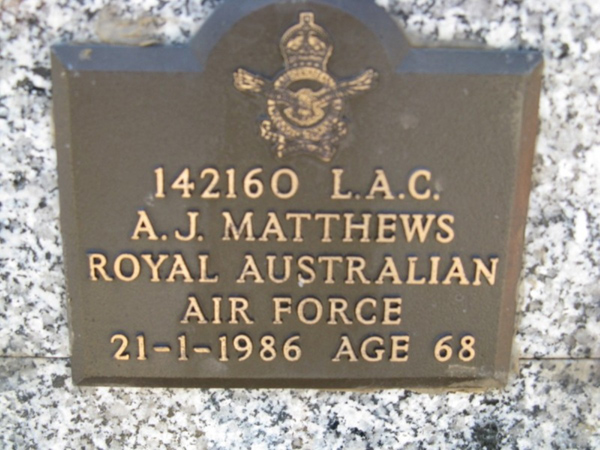 142160 L.A.C.
A.J. MATTHEWS
ROYAL AUSTRALIAN
AIR FORCE
21-1-1986 AGE 68